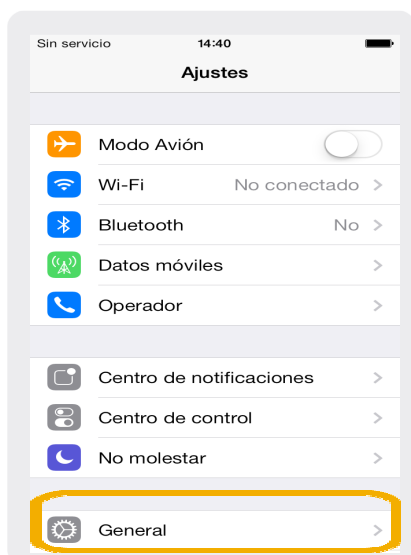 Sin servicio 14:40
Ajustes
Modo Avión
Wi-Fi No conectado
Bluetooth No
Datos móviles
Operador
Centro de notificaciones
Centro de control
No molestar
General